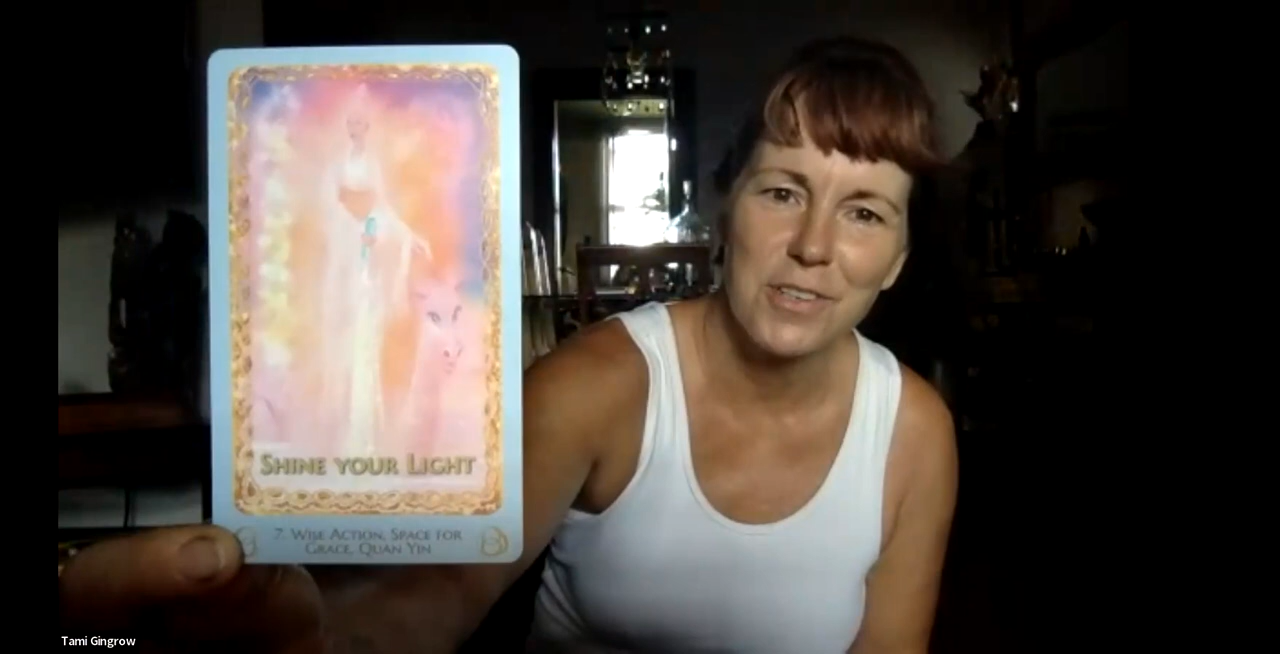 Shine your Light
7. Wise Action, Space for
Grace, Quan Yin
Tami Gingrow